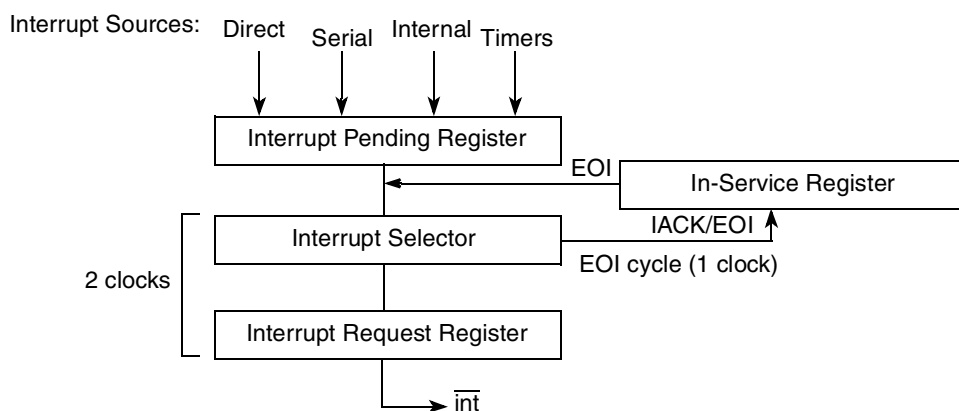 Interrupt Sources: Direct Serial Internal Timers
Interrupt Pending Register
EOI
In-Service Register
IACK/EOI
Interrupt Selector
EOI cycle (1 clock)
2 clocks
Interrupt Request Register
int